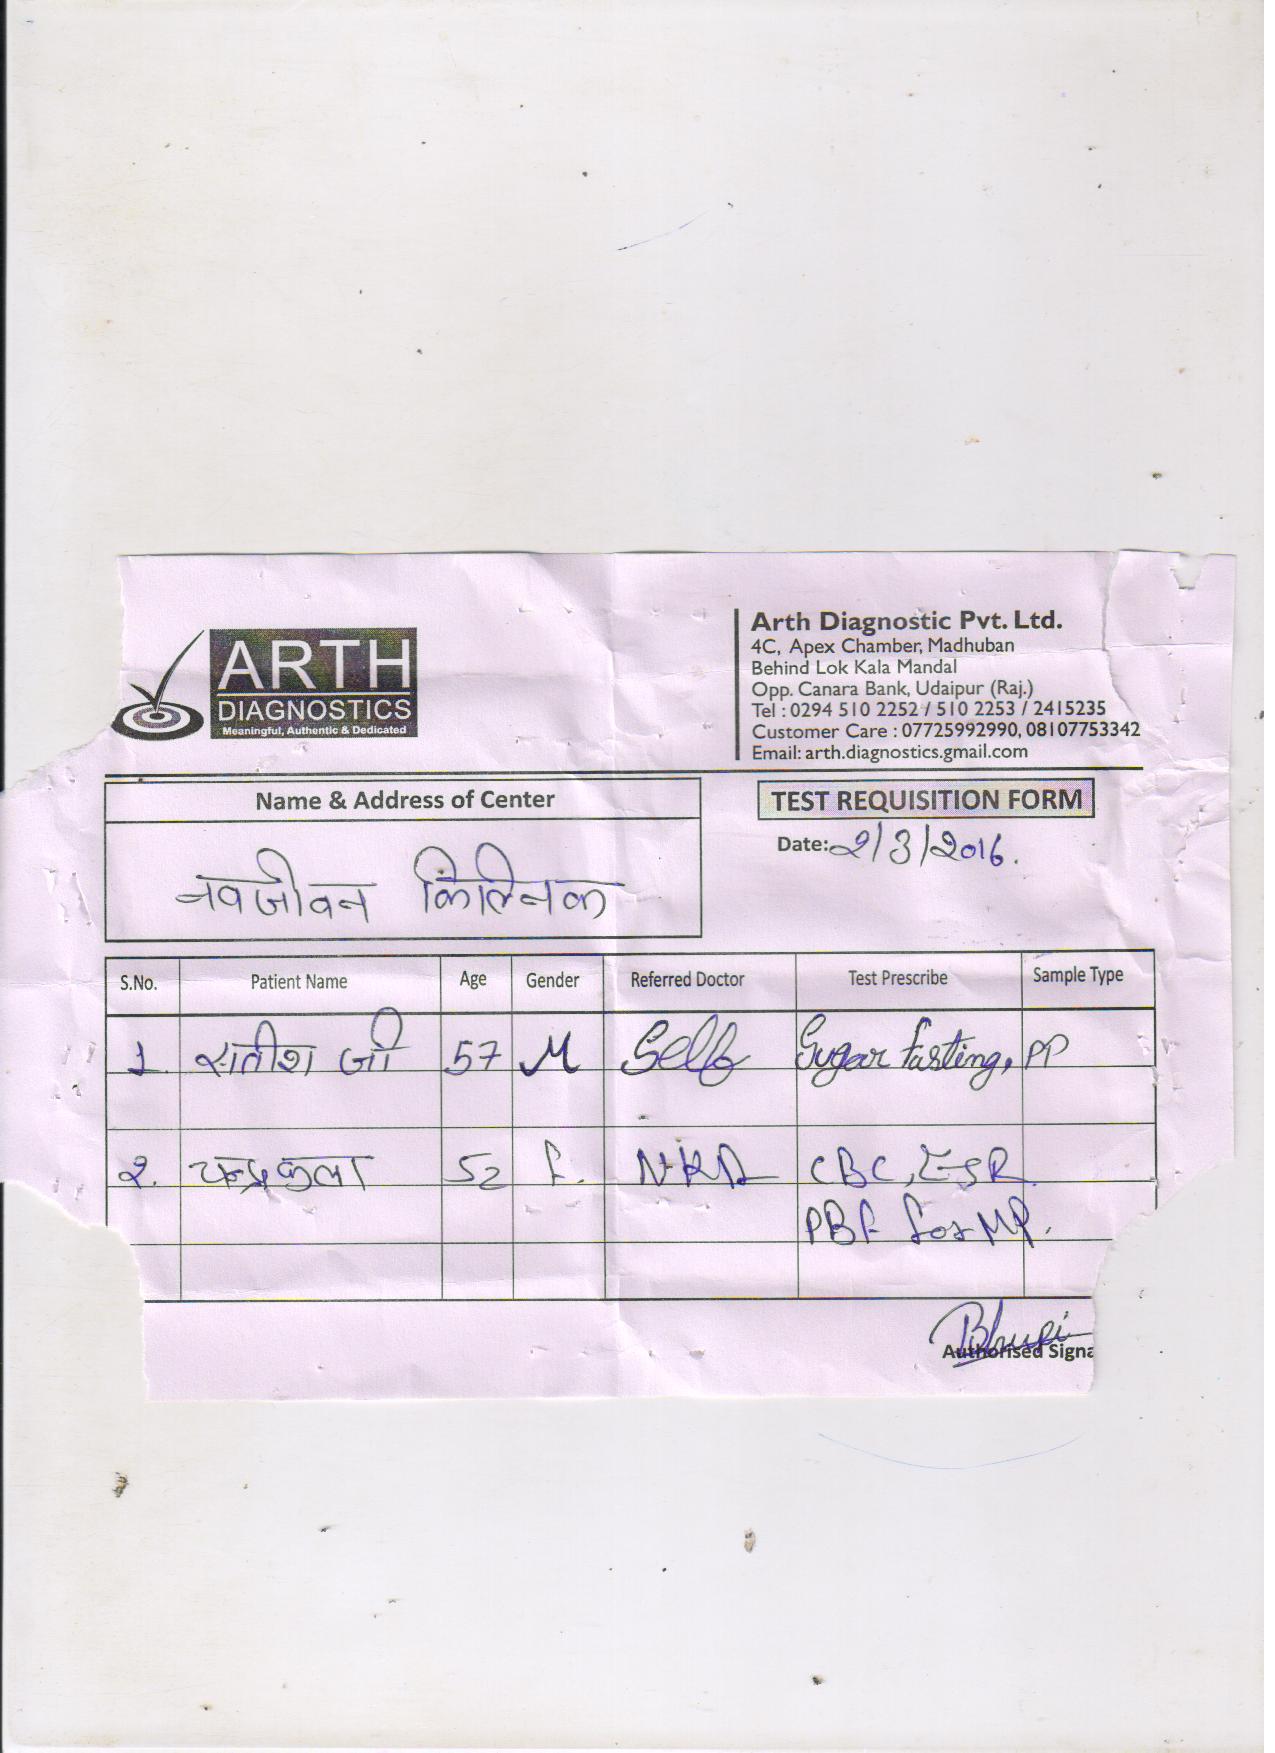 ARTH
DIAGNOSTICS
Meaningful, Authentic & Dedicated
Arth Diagnostic Pvt. Ltd.
4C, Apex Chamber, Madhuban
Behind Lok Kala Mandal
Opp. Canara Bank, Udaipur (Raj.)
Tel : 0294 510 2252 / 510 2253 / 2415235
Customer Care : 07725992990, 08107753342
Email: arth.diagnostics.gmail.com
Name & Address of Center
TEST REQUISITION FORM
Date: 2/3/2016.
नवजीवन किलिनक
S.No. Patient Name Age Gender Referred Doctor Test Prescribe Sample Type
1. सतीश जी 57 M Self Sugar fasting, PP
2. चन्द्रकला 52 F. CBC, ESR
PBF for MP.
Authorised Signa